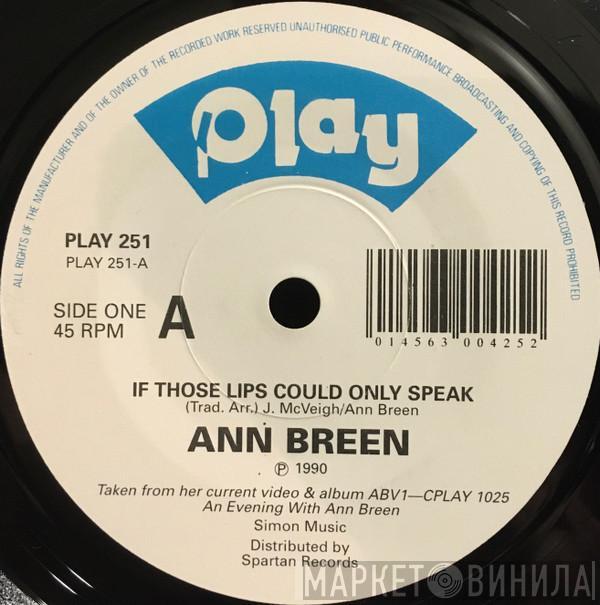 ALL RIGHTS OF THE MANUFACTURER AND OF THE OWNER OF THE RECORDED WORK RESERVED UNAUTHORISED PUBLIC PERFORMANCE BROADCASTING AND COPYING OF THIS RECORD PROHIBITED
Play
PLAY 251
PLAY 251-A
SIDE ONE A
45 RPM
014563 004252
IF THOSE LIPS COULD ONLY SPEAK
(Trad. Arr.) J. McVeigh/Ann Breen
ANN BREEN
℗ 1990
Taken from her current video & album ABV1—CPLAY 1025
An Evening With Ann Breen
Simon Music
Distributed by
Spartan Records
МАРКЕТ ВИНИЛА